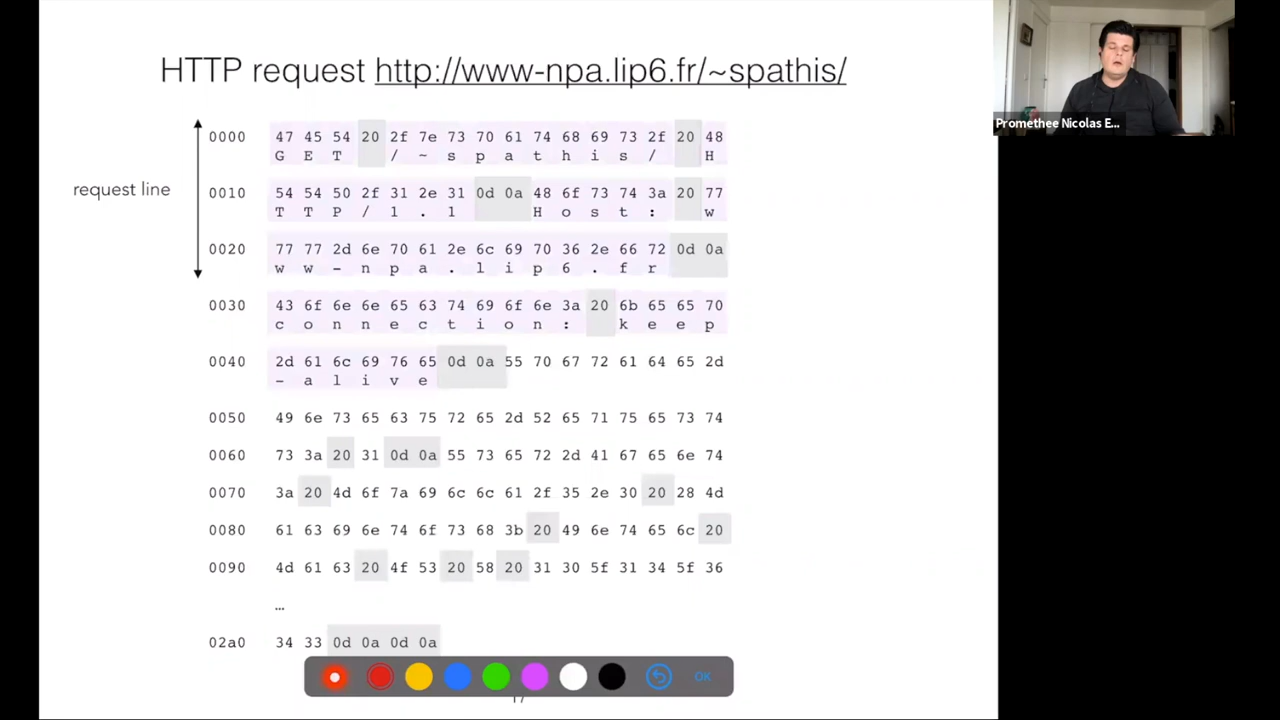 HTTP request http://www-npa.lip6.fr/~spathis/
Promethee Nicolas E...
request line
0000 47 45 54 20 2f 7e 73 70 61 74 68 69 73 2f 20 48
G E T / ~ s p a t h i s / H
0010 54 54 50 2f 31 2e 31 0d 0a 48 6f 73 74 3a 20 77
T T P / 1 . 1 H o s t : w
0020 77 77 2d 6e 70 61 2e 6c 69 70 36 2e 66 72 0d 0a
w w - n p a . l i p 6 . f r
0030 43 6f 6e 6e 65 63 74 69 6f 6e 3a 20 6b 65 65 70
c o n n e c t i o n : k e e p
0040 2d 61 6c 69 76 65 0d 0a 55 70 67 72 61 64 65 2d
- a l i v e
0050 49 6e 73 65 63 75 72 65 2d 52 65 71 75 65 73 74
0060 73 3a 20 31 0d 0a 55 73 65 72 2d 41 67 65 6e 74
0070 3a 20 4d 6f 7a 69 6c 6c 61 2f 35 2e 30 20 28 4d
0080 61 63 69 6e 74 6f 73 68 3b 20 49 6e 74 65 6c 20
0090 4d 61 63 20 4f 53 20 58 20 31 30 5f 31 34 5f 36
…
02a0 34 33 0d 0a 0d 0a
OK